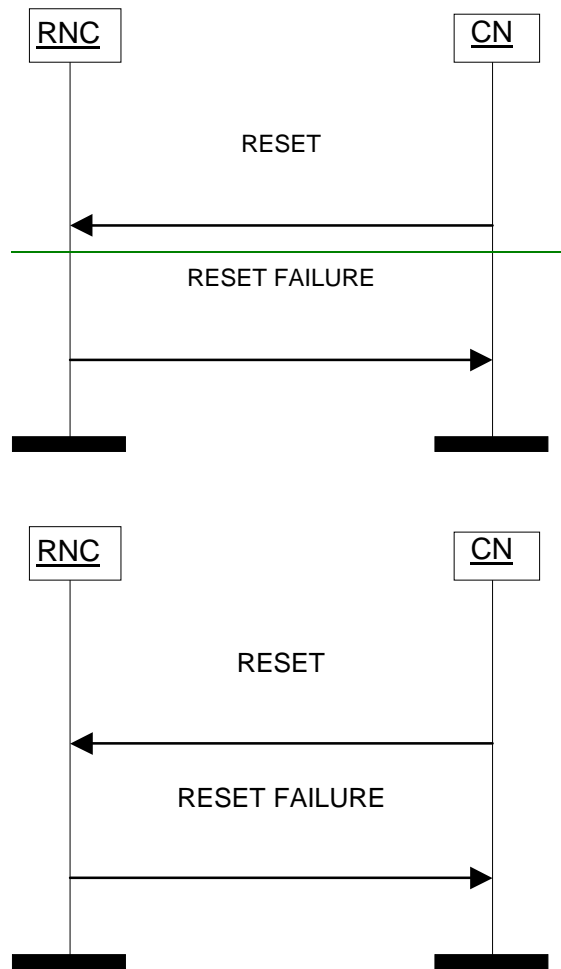 RNC
CN
RESET
RESET FAILURE
RNC
CN
RESET
RESET FAILURE